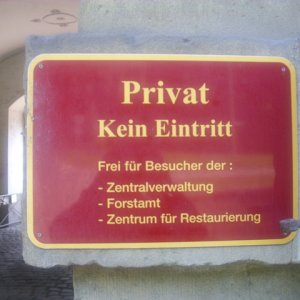 Privat
Kein Eintritt
Frei für Besucher der :
- Zentralverwaltung
- Forstamt
- Zentrum für Restaurierung